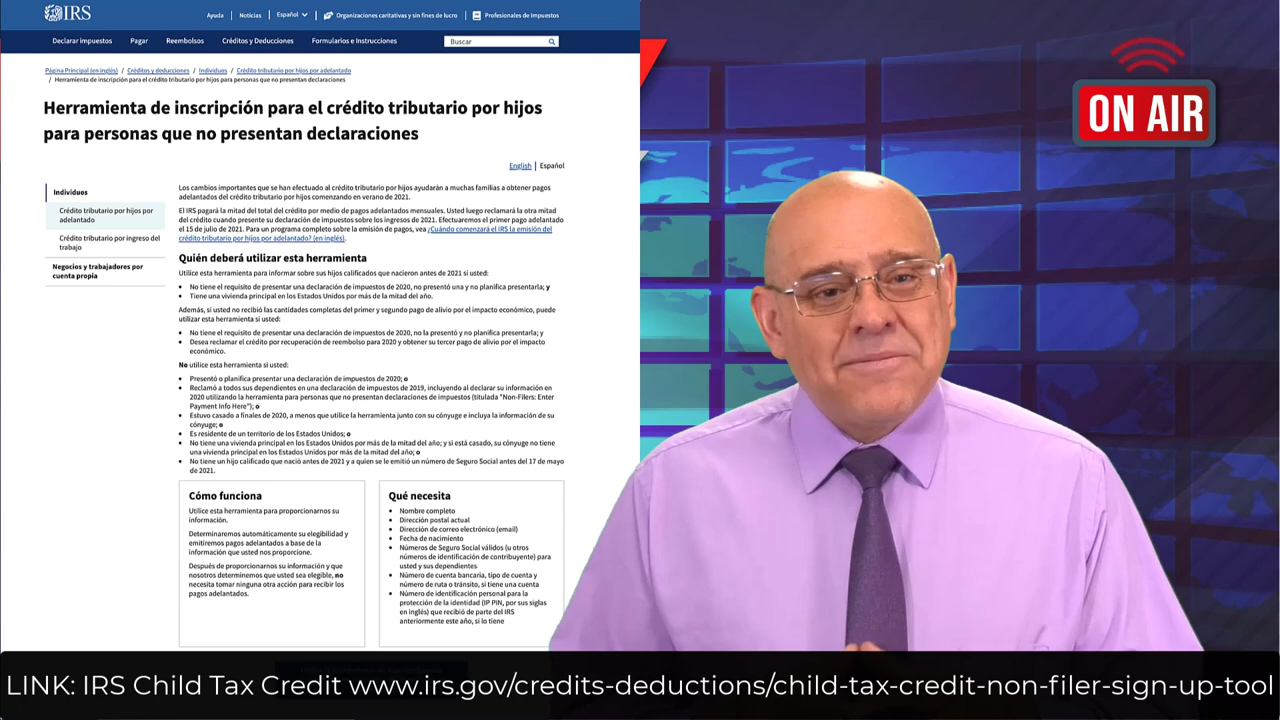 IRS
Ayuda
Noticias
Español
Organizaciones caritativas y sin fines de lucro
Profesionales de Impuestos
Declarar impuestos
Pagar
Reembolsos
Créditos y Deducciones
Formularios e Instrucciones
Buscar
Página Principal (en inglés) / Créditos y deducciones / Individuos / Crédito tributario por hijos por adelantado
/ Herramienta de inscripción para el crédito tributario por hijos para personas que no presentan declaraciones
Herramienta de inscripción para el crédito tributario por hijos
para personas que no presentan declaraciones
English | Español
Individuos
Crédito tributario por hijos por
adelantado
Crédito tributario por ingreso del
trabajo
Negocios y trabajadores por
cuenta propia
Los cambios importantes que se han efectuado al crédito tributario por hijos ayudarán a muchas familias a obtener pagos
adelantados del crédito tributario por hijos comenzando en verano de 2021.
El IRS pagará la mitad del total del crédito por medio de pagos adelantados mensuales. Usted luego reclamará la otra mitad
del crédito cuando presente su declaración de impuestos sobre los ingresos de 2021. Efectuaremos el primer pago adelantado
el 15 de julio de 2021. Para un programa completo sobre la emisión de pagos, vea ¿Cuándo comenzará el IRS la emisión del
crédito tributario por hijos por adelantado? (en inglés).
Quién deberá utilizar esta herramienta
Utilice esta herramienta para informar sobre sus hijos calificados que nacieron antes de 2021 si usted:
• No tiene el requisito de presentar una declaración de impuestos de 2020, no presentó una y no planifica presentarla; y
• Tiene una vivienda principal en los Estados Unidos por más de la mitad del año.
Además, si usted no recibió las cantidades completas del primer y segundo pago de alivio por el impacto económico, puede
utilizar esta herramienta si usted:
• No tiene el requisito de presentar una declaración de impuestos de 2020, no la presentó y no planifica presentarla; y
• Desea reclamar el crédito por recuperación de reembolso para 2020 y obtener su tercer pago de alivio por el impacto
económico.
No utilice esta herramienta si usted:
• Presentó o planifica presentar una declaración de impuestos de 2020; o
• Reclamó a todos sus dependientes en una declaración de impuestos de 2019, incluyendo al declarar su información en
2020 utilizando la herramienta para personas que no presentan declaraciones de impuestos (titulada "Non-Filers: Enter
Payment Info Here"); o
• Estuvo casado a finales de 2020, a menos que utilice la herramienta junto con su cónyuge e incluya la información de su
cónyuge; o
• Es residente de un territorio de los Estados Unidos; o
• No tiene una vivienda principal en los Estados Unidos por más de la mitad del año; y si está casado, su cónyuge no tiene
una vivienda principal en los Estados Unidos por más de la mitad del año; o
• No tiene un hijo calificado que nació antes de 2021 y a quien se le emitió un número de Seguro Social antes del 17 de mayo
de 2021.
Cómo funciona
Utilice esta herramienta para proporcionarnos su
información.
Determinaremos automáticamente su elegibilidad y
emitiremos pagos adelantados a base de la
información que usted nos proporcione.
Después de proporcionarnos su información y que
nosotros determinemos que usted sea elegible, no
necesita tomar ninguna otra acción para recibir los
pagos adelantados.
Qué necesita
• Nombre completo
• Dirección postal actual
• Dirección de correo electrónico (email)
• Fecha de nacimiento
• Números de Seguro Social válidos (u otros
números de identificación de contribuyente) para
usted y sus dependientes
• Número de cuenta bancaria, tipo de cuenta y
número de ruta o tránsito, si tiene una cuenta
• Número de identificación personal para la
protección de la identidad (IP PIN, por sus siglas
en inglés) que recibió de parte del IRS
anteriormente este año, si lo tiene
ON AIR
LINK: IRS Child Tax Credit www.irs.gov/credits-deductions/child-tax-credit-non-filer-sign-up-tool